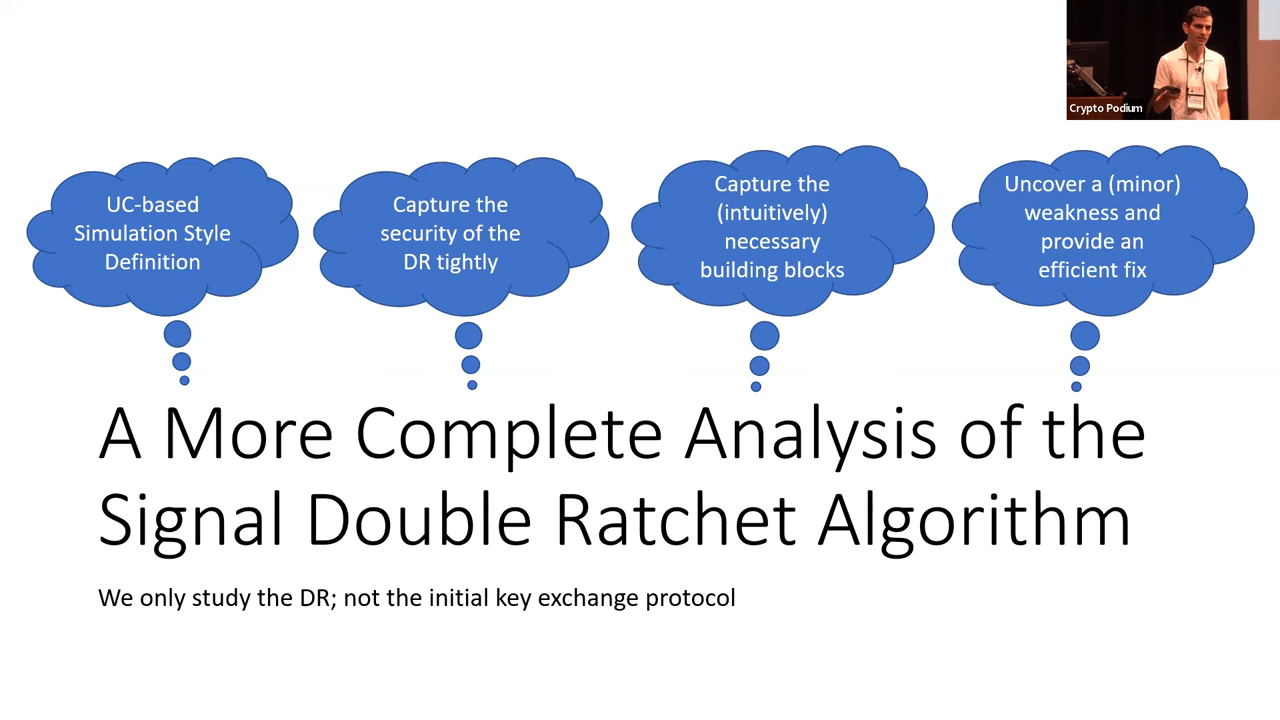 Crypto Podium
UC-based
Simulation Style
Definition
Capture the
security of the
DR tightly
Capture the
(intuitively)
necessary
building blocks
Uncover a (minor)
weakness and
provide an
efficient fix
A More Complete Analysis of the
Signal Double Ratchet Algorithm
We only study the DR; not the initial key exchange protocol